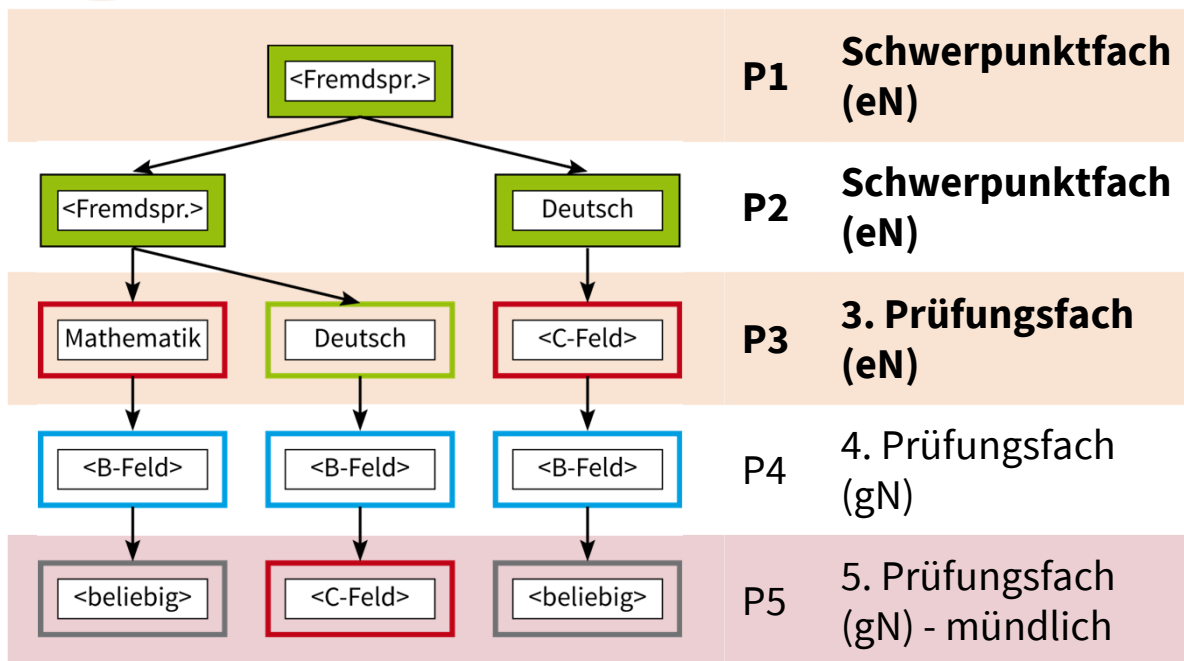 <Fremdspr.>
P1
Schwerpunktfach
(eN)
<Fremdspr.>
Deutsch
P2
Schwerpunktfach
(eN)
Mathematik
Deutsch
<C-Feld>
P3
3. Prüfungsfach
(eN)
<B-Feld>
<B-Feld>
<B-Feld>
P4
4. Prüfungsfach
(gN)
<beliebig>
<C-Feld>
<beliebig>
P5
5. Prüfungsfach
(gN) - mündlich